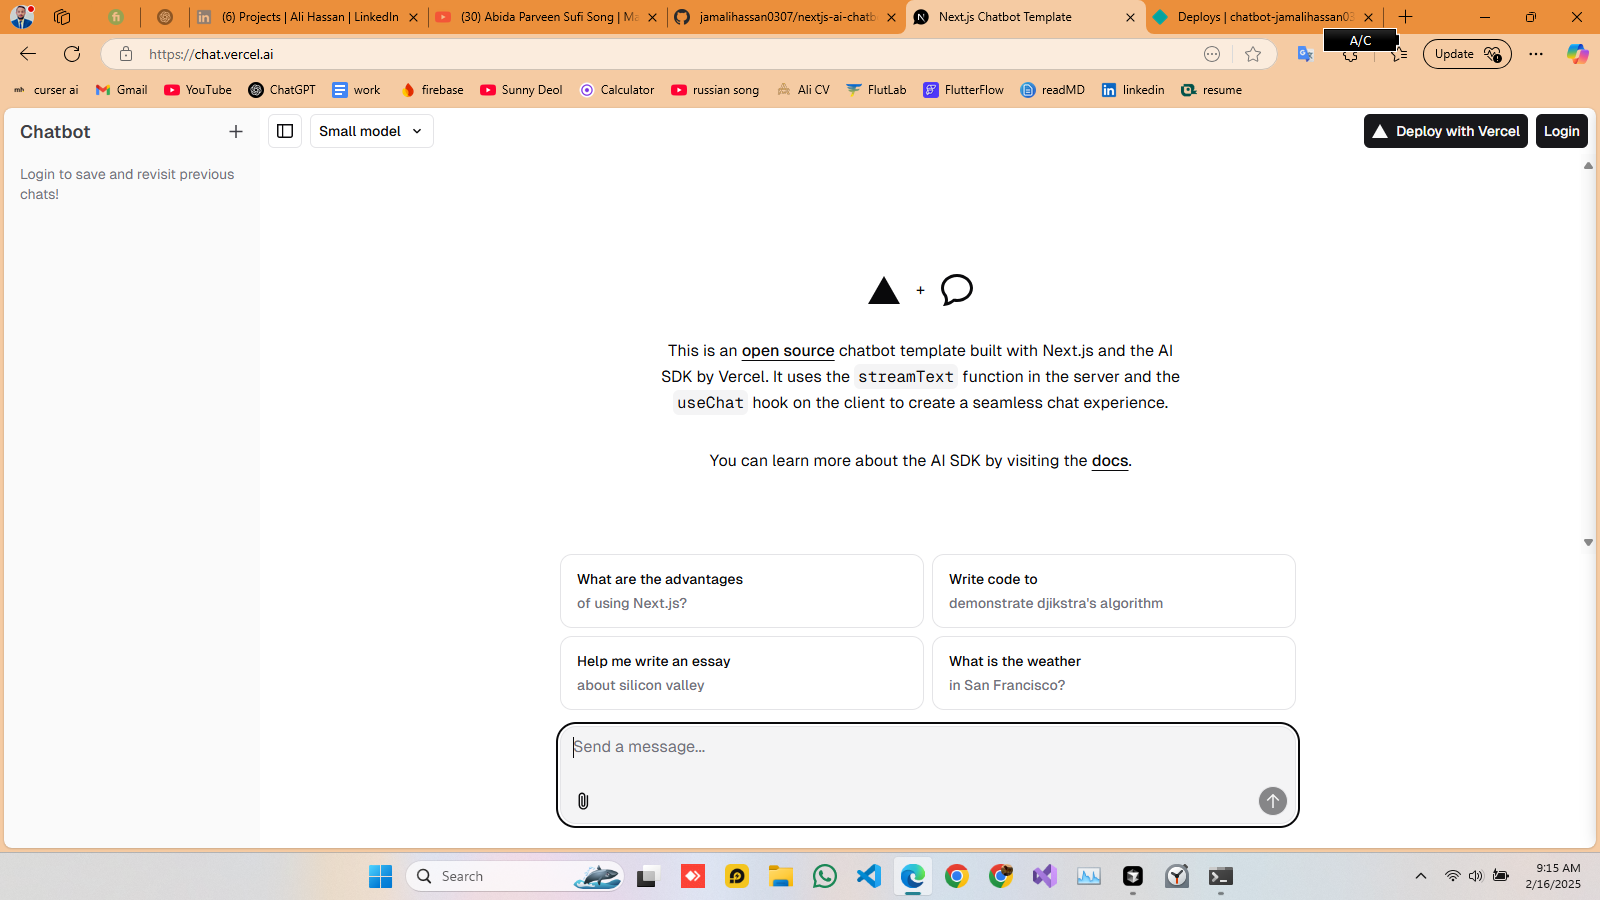 (6) Projects | Ali Hassan | LinkedIn
(30) Abida Parveen Sufi Song | Ma
jamalihassan0307/nextjs-ai-chatb
Next.js Chatbot Template
Deploys | chatbot-jamalihassan03
A/C
https://chat.vercel.ai
Update
mh
curser ai
Gmail
YouTube
ChatGPT
work
firebase
Sunny Deol
Calculator
russian song
Ali CV
FlutLab
FlutterFlow
readMD
linkedin
resume
Chatbot
Small model
Deploy with Vercel
Login
Login to save and revisit previous
chats!
+
This is an open source chatbot template built with Next.js and the AI
SDK by Vercel. It uses the streamText function in the server and the
useChat hook on the client to create a seamless chat experience.
You can learn more about the AI SDK by visiting the docs.
What are the advantages
of using Next.js?
Write code to
demonstrate djikstra's algorithm
Help me write an essay
about silicon valley
What is the weather
in San Francisco?
Send a message...
Search
9:15 AM
2/16/2025